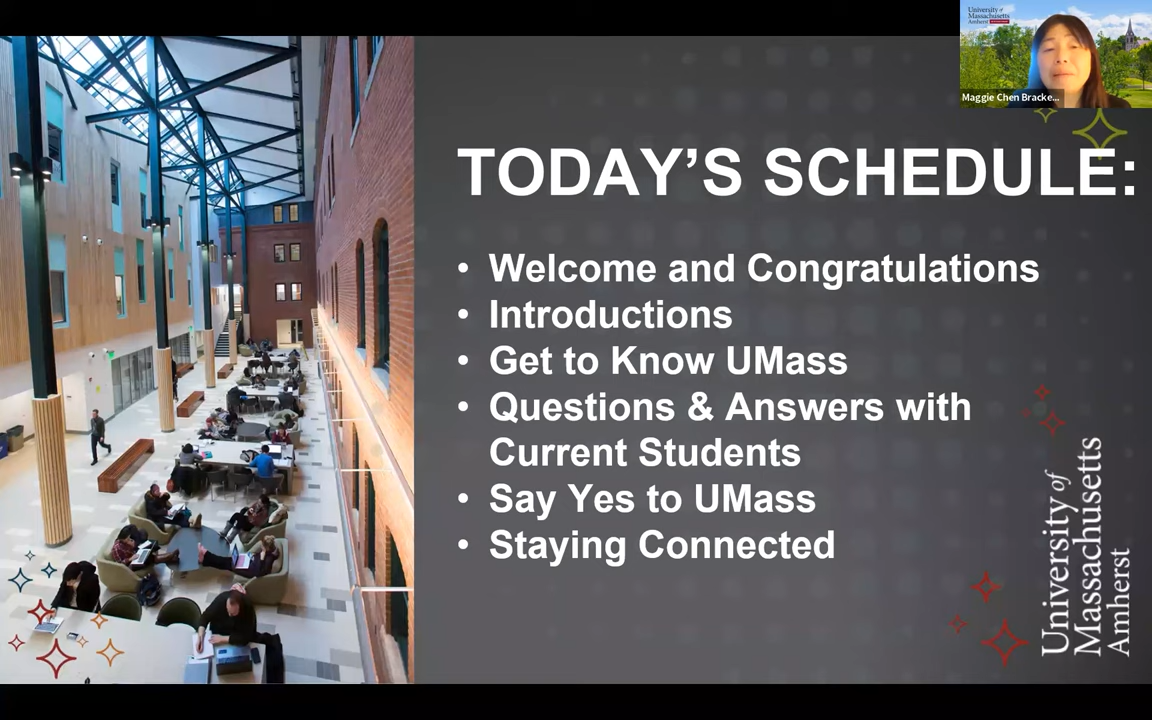 University of
Massachusetts
Amherst
Maggie Chen Bracke...
TODAY’S SCHEDULE:
• Welcome and Congratulations
• Introductions
• Get to Know UMass
• Questions & Answers with
Current Students
• Say Yes to UMass
• Staying Connected
University of
Massachusetts
Amherst